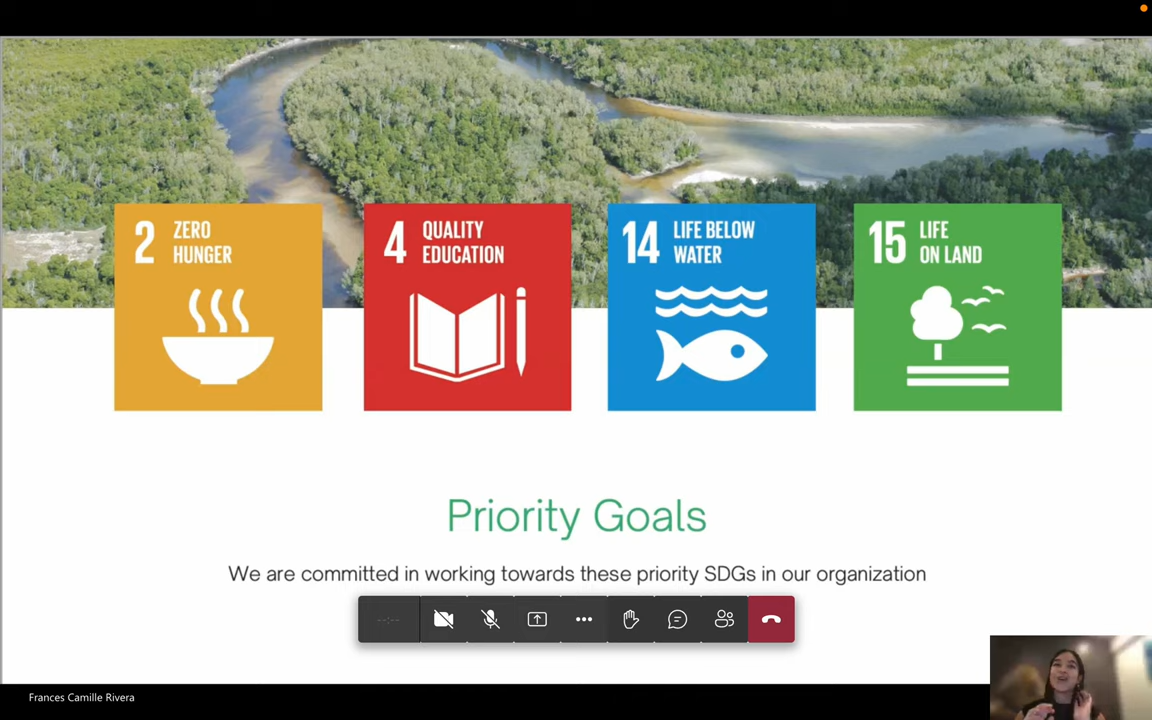 2 ZERO
HUNGER
4 QUALITY
EDUCATION
14 LIFE BELOW
WATER
15 LIFE
ON LAND
Priority Goals
We are committed in working towards these priority SDGs in our organization
--:--
Frances Camille Rivera